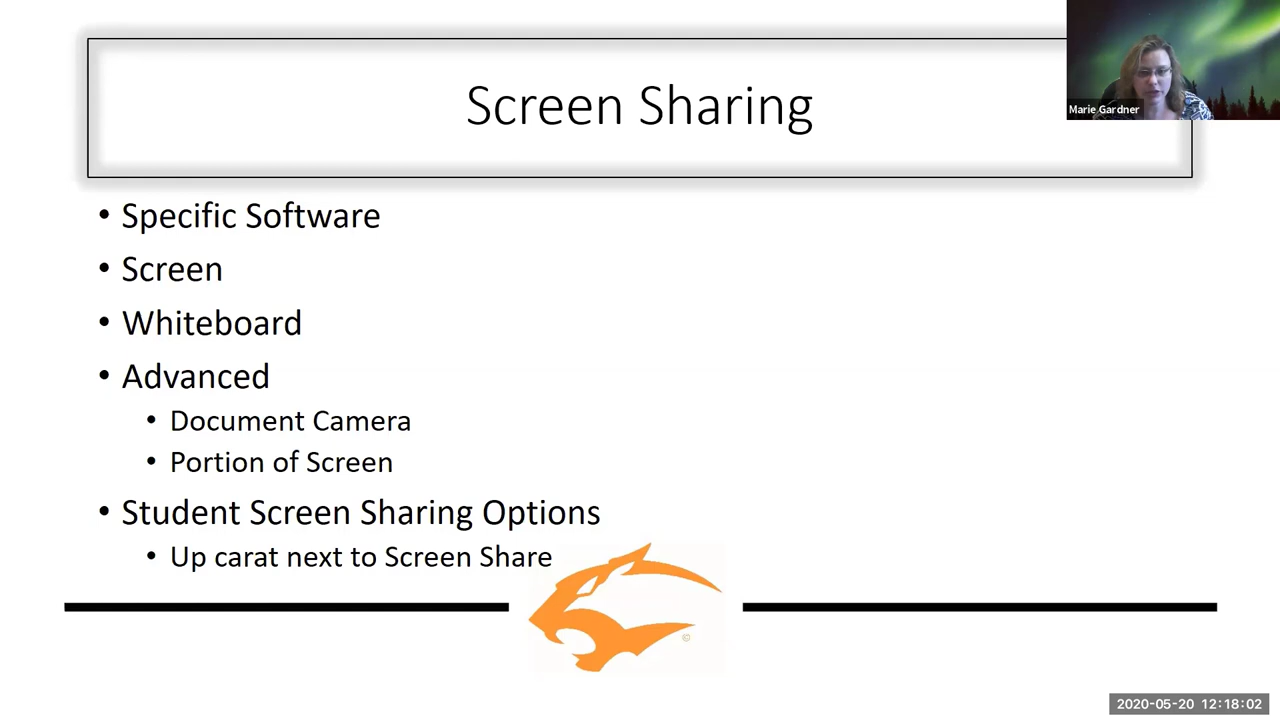 Screen Sharing
Marie Gardner
• Specific Software
• Screen
• Whiteboard
• Advanced
• Document Camera
• Portion of Screen
• Student Screen Sharing Options
• Up carat next to Screen Share
©
2020-05-20 12:18:02